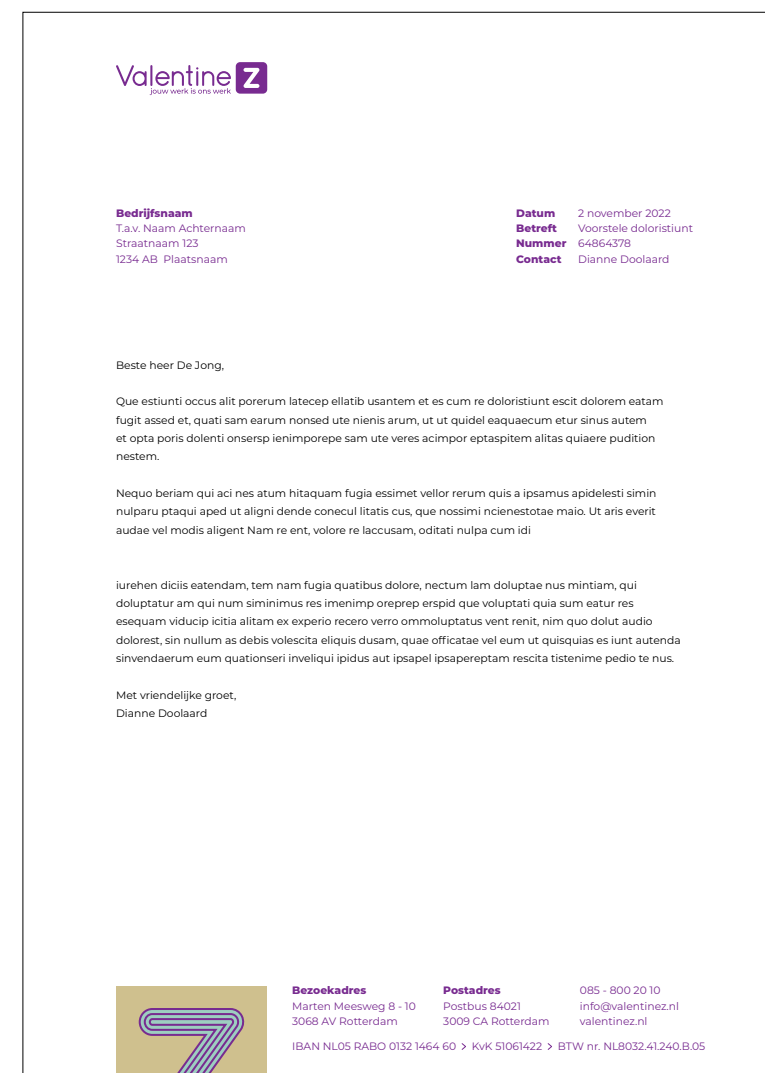 Valentine Z
jouw werk is ons werk
Bedrijfsnaam
T.a.v. Naam Achternaam
Straatnaam 123
1234 AB  Plaatsnaam
Datum 2 november 2022
Betreft Voorstele doloristiunt
Nummer 64864378
Contact Dianne Doolaard
Beste heer De Jong,
Que estiunti occus alit porerum latecep ellatib usantem et es cum re doloristiunt escit dolorem eatam
fugit assed et, quati sam earum nonsed ute nienis arum, ut ut quidel eaquaecum etur sinus autem
et opta poris dolenti onsersp ienimporepe sam ute veres acimpor eptaspitem alitas quiaere pudition
nestem.
Nequo beriam qui aci nes atum hitaquam fugia essimet vellor rerum quis a ipsamus apidelesti simin
nulparu ptaqui aped ut aligni dende conecul litatis cus, que nossimi ncienestotae maio. Ut aris everit
audae vel modis aligent Nam re ent, volore re laccusam, oditati nulpa cum idi
iurehen diciis eatendam, tem nam fugia quatibus dolore, nectum lam doluptae nus mintiam, qui
doluptatur am qui num siminimus res imenimp oreprep erspid que voluptati quia sum eatur res
esequam viducip icitia alitam ex experio recero verro ommoluptatus vent renit, nim quo dolut audio
dolorest, sin nullum as debis volescita eliquis dusam, quae officatae vel eum ut quisquias es iunt autenda
sinvendaerum eum quationseri inveliqui ipidus aut ipsapel ipsapereptam rescita tistenime pedio te nus.
Met vriendelijke groet,
Dianne Doolaard
Bezoekadres
Marten Meesweg 8 - 10
3068 AV Rotterdam
Postadres
Postbus 84021
3009 CA Rotterdam
085 - 800 20 10
info@valentinez.nl
valentinez.nl
IBAN NL05 RABO 0132 1464 60 > KvK 51061422 > BTW nr. NL8032.41.240.B.05